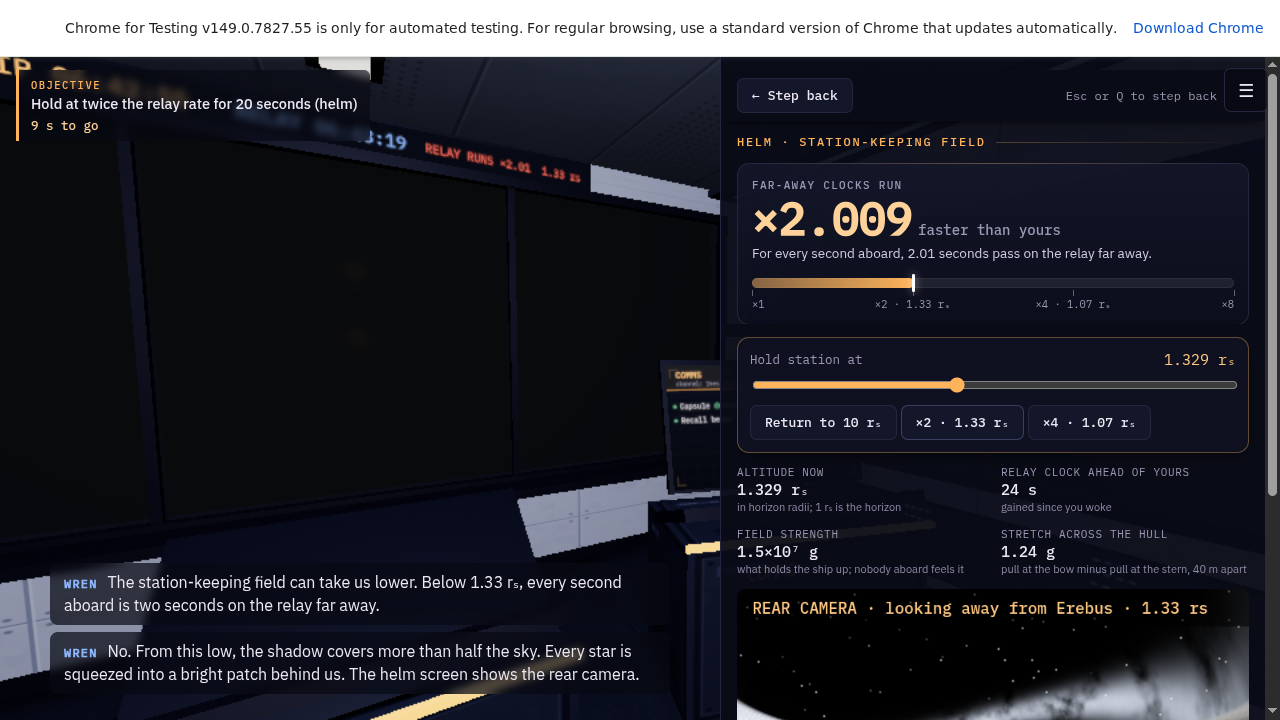 Chrome for Testing v149.0.7827.55 is only for automated testing. For regular browsing, use a standard version of Chrome that updates automatically. Download Chrome
OBJECTIVE
Hold at twice the relay rate for 20 seconds (helm)
9 s to go
3:19
RELAY RUNS ×2.01 1.33 rₛ
COMMS
Capsule
Recall
WREN The station-keeping field can take us lower. Below 1.33 rₛ, every second
aboard is two seconds on the relay far away.
WREN No. From this low, the shadow covers more than half the sky. Every star is
squeezed into a bright patch behind us. The helm screen shows the rear camera.
← Step back
Esc or Q to step back
☰
HELM · STATION-KEEPING FIELD
FAR-AWAY CLOCKS RUN
×2.009 faster than yours
For every second aboard, 2.01 seconds pass on the relay far away.
×1 ×2 · 1.33 rₛ ×4 · 1.07 rₛ ×8
Hold station at 1.329 rₛ
Return to 10 rₛ ×2 · 1.33 rₛ ×4 · 1.07 rₛ
ALTITUDE NOW
1.329 rₛ
in horizon radii; 1 rₛ is the horizon
RELAY CLOCK AHEAD OF YOURS
24 s
gained since you woke
FIELD STRENGTH
1.5×10⁷ g
what holds the ship up; nobody aboard feels it
STRETCH ACROSS THE HULL
1.24 g
pull at the bow minus pull at the stern, 40 m apart
REAR CAMERA · looking away from Erebus · 1.33 rs